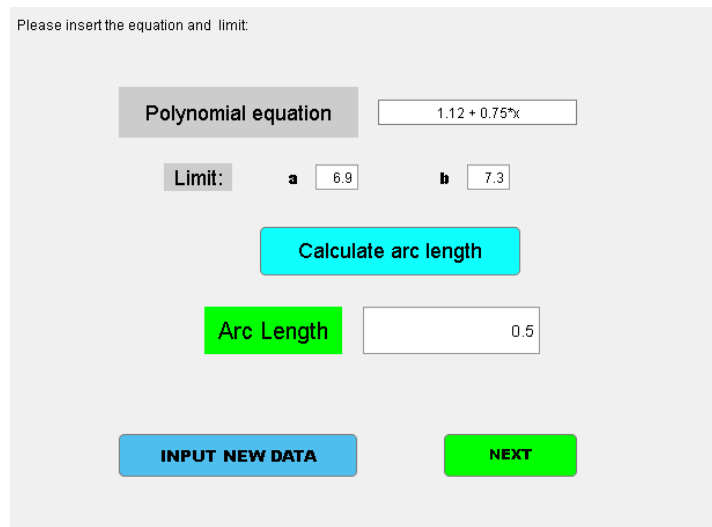 Please insert the equation and limit:
Polynomial equation 1.12 + 0.75*x
Limit: a 6.9 b 7.3
Calculate arc length
Arc Length 0.5
INPUT NEW DATA NEXT